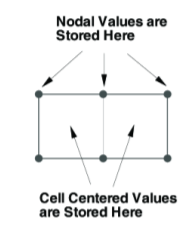 Nodal Values are
Stored Here
Cell Centered Values
are Stored Here